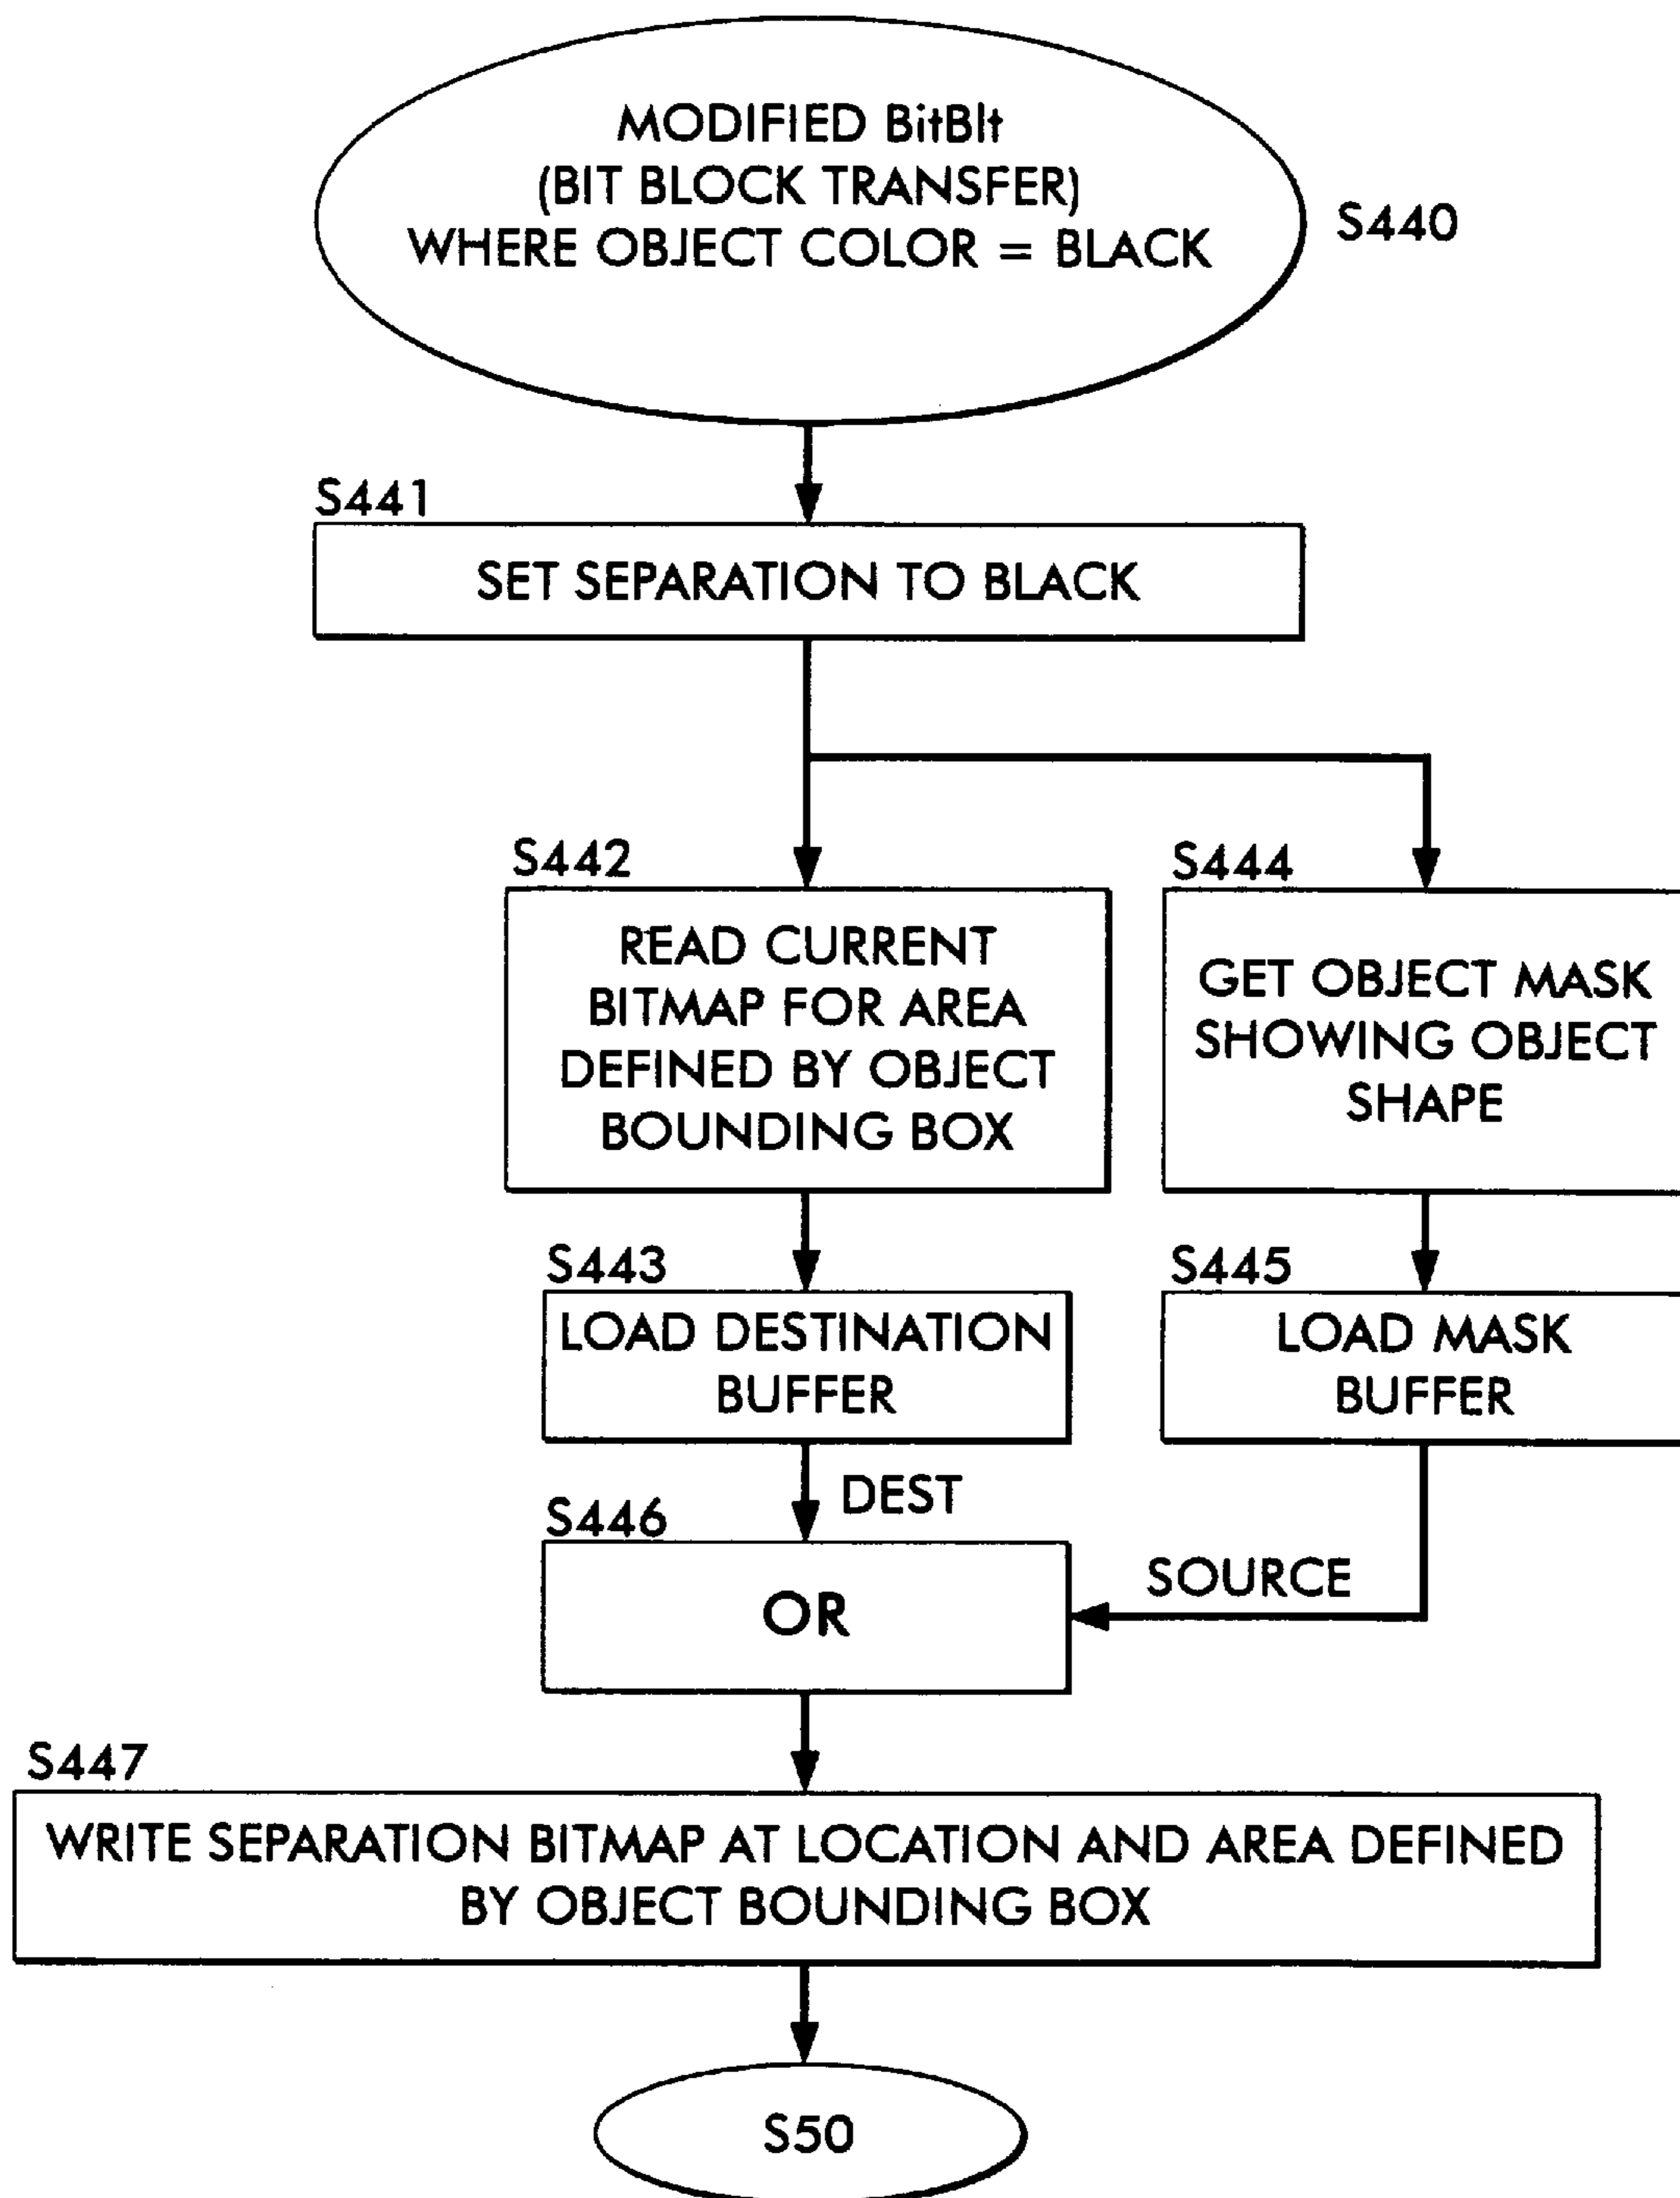 MODIFIED BitBlt
(BIT BLOCK TRANSFER)
WHERE OBJECT COLOR = BLACK
S440
S441
SET SEPARATION TO BLACK
S442
READ CURRENT
BITMAP FOR AREA
DEFINED BY OBJECT
BOUNDING BOX
S444
GET OBJECT MASK
SHOWING OBJECT
SHAPE
S443
LOAD DESTINATION
BUFFER
S445
LOAD MASK
BUFFER
DEST
S446
OR
SOURCE
S447
WRITE SEPARATION BITMAP AT LOCATION AND AREA DEFINED
BY OBJECT BOUNDING BOX
S50